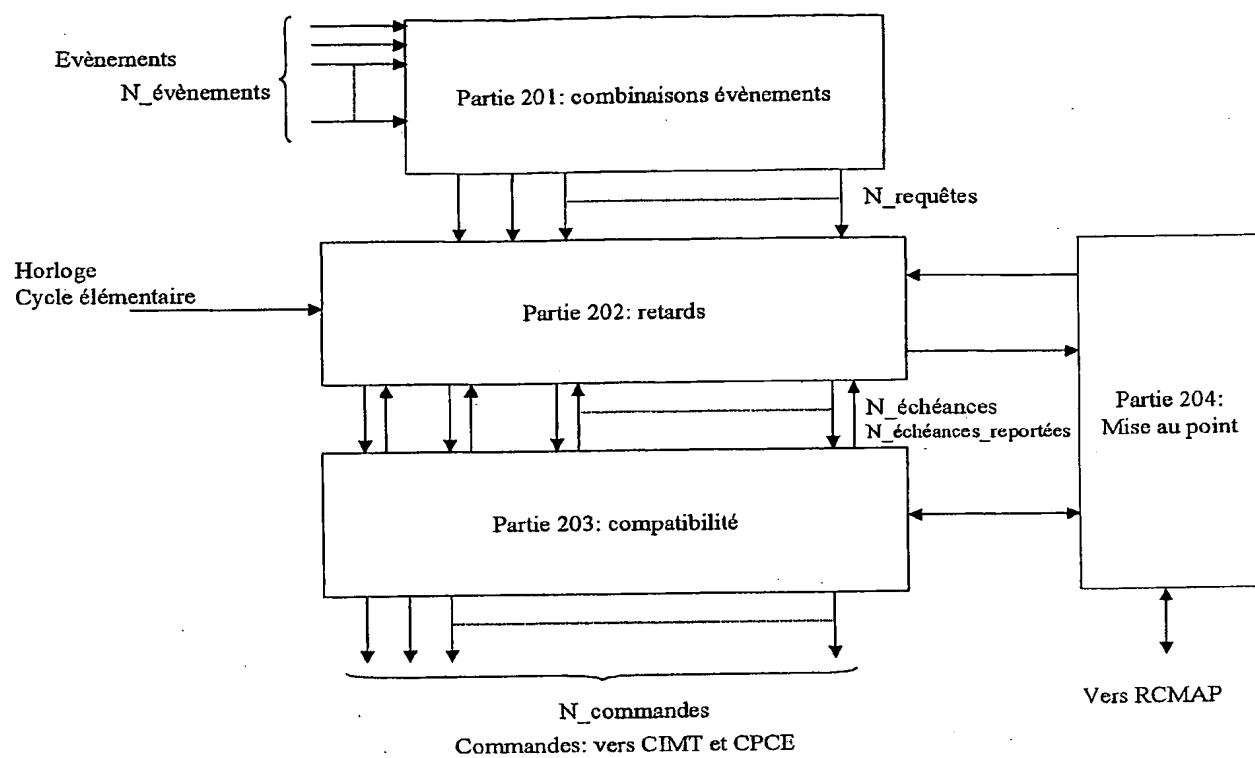 Evènements
N_évènements
Partie 201: combinaisons évènements
N_requêtes
Horloge
Cycle élémentaire
Partie 202: retards
N_échéances
N_échéances_reportées
Partie 204:
Mise au point
Partie 203: compatibilité
N_commandes
Commandes: vers CIMT et CPCE
Vers RCMAP